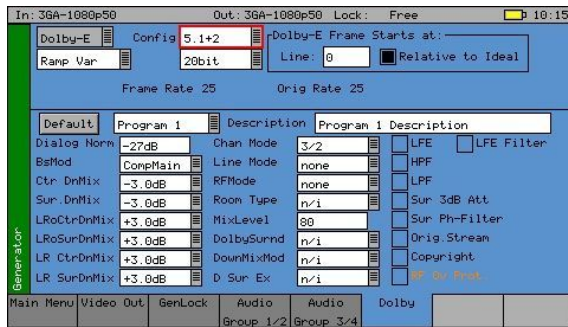 In: 3GA-1080p50 Out: 3GA-1080p50 Lock: Free 10:15
Dolby-E Config 5.1+2 Dolby-E Frame Starts at:
Ramp Var 20bit Line: 0 Relative to Ideal
Frame Rate 25 Orig Rate 25
Default Program 1 Description Program 1 Description
Dialog Norm -27dB Chan Mode 3/2 LFE LFE Filter
BsMod CompMain Line Mode none HPF
Ctr DnMix -3.0dB RFMode none LPF
Sur.DnMix -3.0dB Room Type n/i Sur 3dB Att
LRoCtrDnMix +3.0dB MixLevel 80 Sur Ph-Filter
LRoSurDnMix +3.0dB DolbySurnd n/i Orig.Stream
LR CtrDnMix +3.0dB DownMixMod n/i Copyright
LR SurDnMix +3.0dB D Sur Ex n/i RF Ov Prot
Generator
Main Menu Video Out GenLock Audio Group 1/2 Audio Group 3/4 Dolby